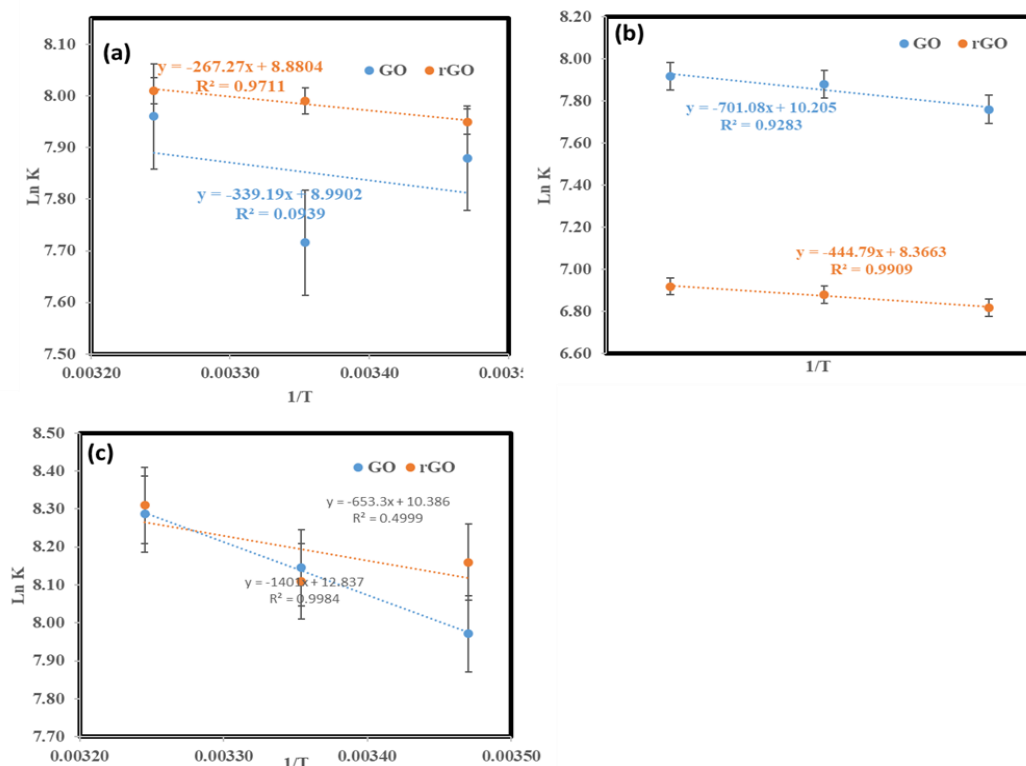 (a)
GO rGO
y = -267.27x + 8.8804
R² = 0.9711
y = -339.19x + 8.9902
R² = 0.0939
8.10
8.00
7.90
7.80
7.70
7.60
7.50
Ln K
0.00320 0.00330 0.00340 0.0035
1/T
(b)
GO rGO
y = -701.08x + 10.205
R² = 0.9283
y = -444.79x + 8.3663
R² = 0.9909
8.20
8.00
7.80
7.60
7.40
7.20
7.00
6.80
6.60
Ln K
1/T
(c)
GO rGO
y = -653.3x + 10.386
R² = 0.4999
y = -1401x + 12.837
R² = 0.9984
8.50
8.40
8.30
8.20
8.10
8.00
7.90
7.80
7.70
Ln K
0.00320 0.00330 0.00340 0.00350
1/T